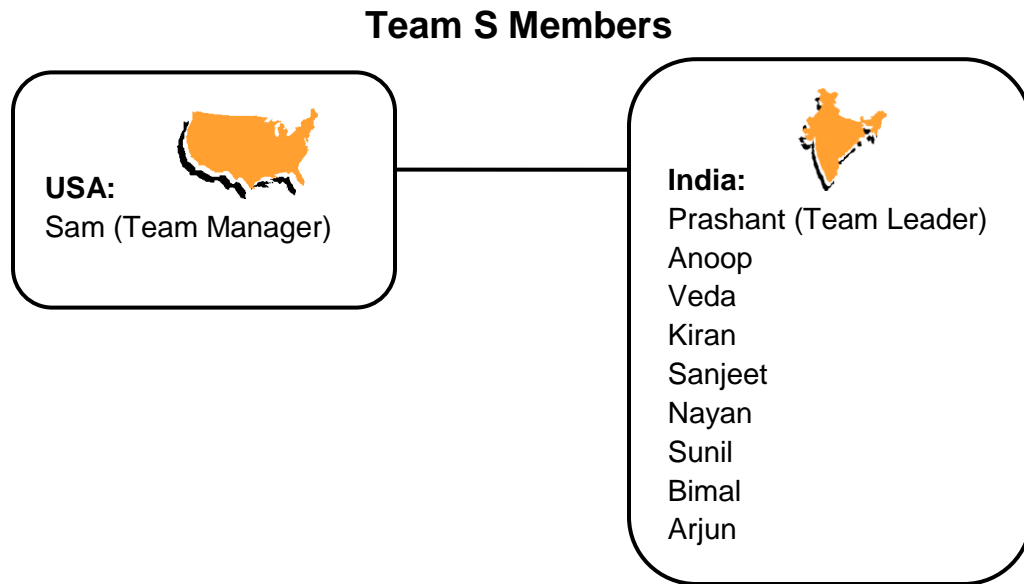 Team S Members
USA:
Sam (Team Manager)
India:
Prashant (Team Leader)
Anoop
Veda
Kiran
Sanjeet
Nayan
Sunil
Bimal
Arjun